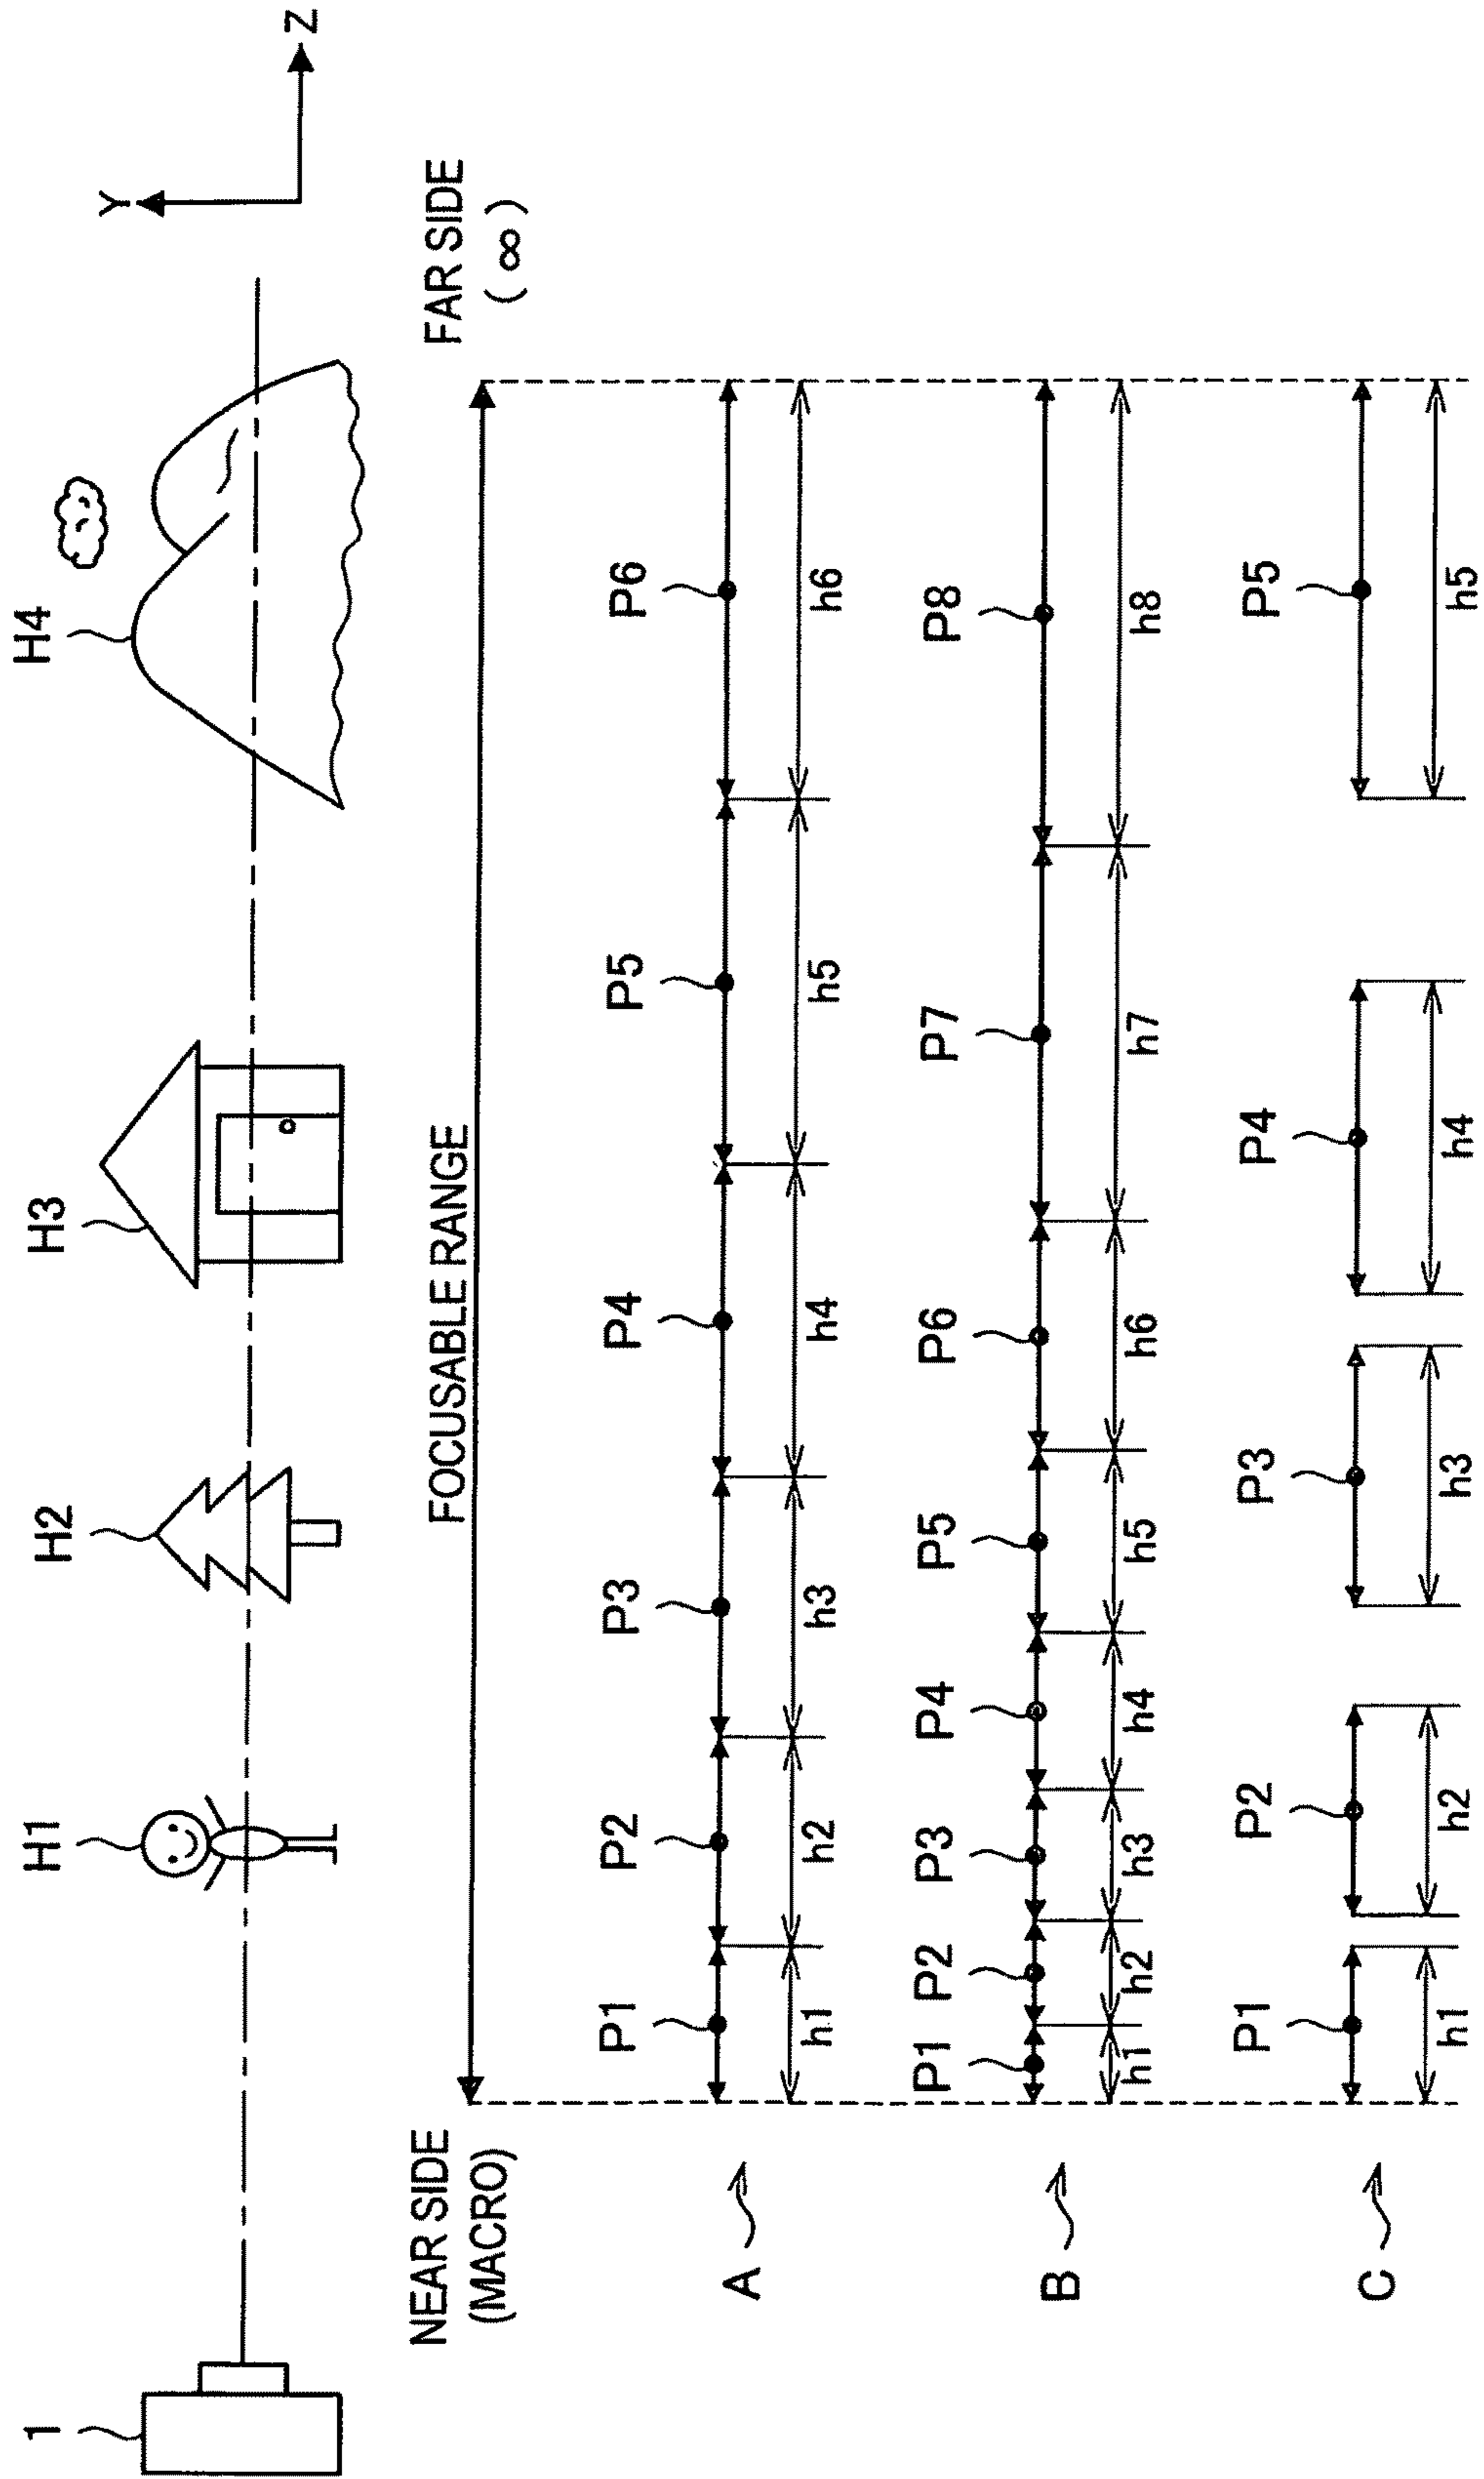 1
H1
H2
H3
H4
Y
Z
NEAR SIDE
(MACRO)
FOCUSABLE RANGE
FAR SIDE
(∞)
A
P1
P2
P3
P4
P5
P6
h1
h2
h3
h4
h5
h6
B
P1
P2
P3
P4
P5
P6
P7
P8
h1
h2
h3
h4
h5
h6
h7
h8
C
P1
P2
P3
P4
P5
h1
h2
h3
h4
h5